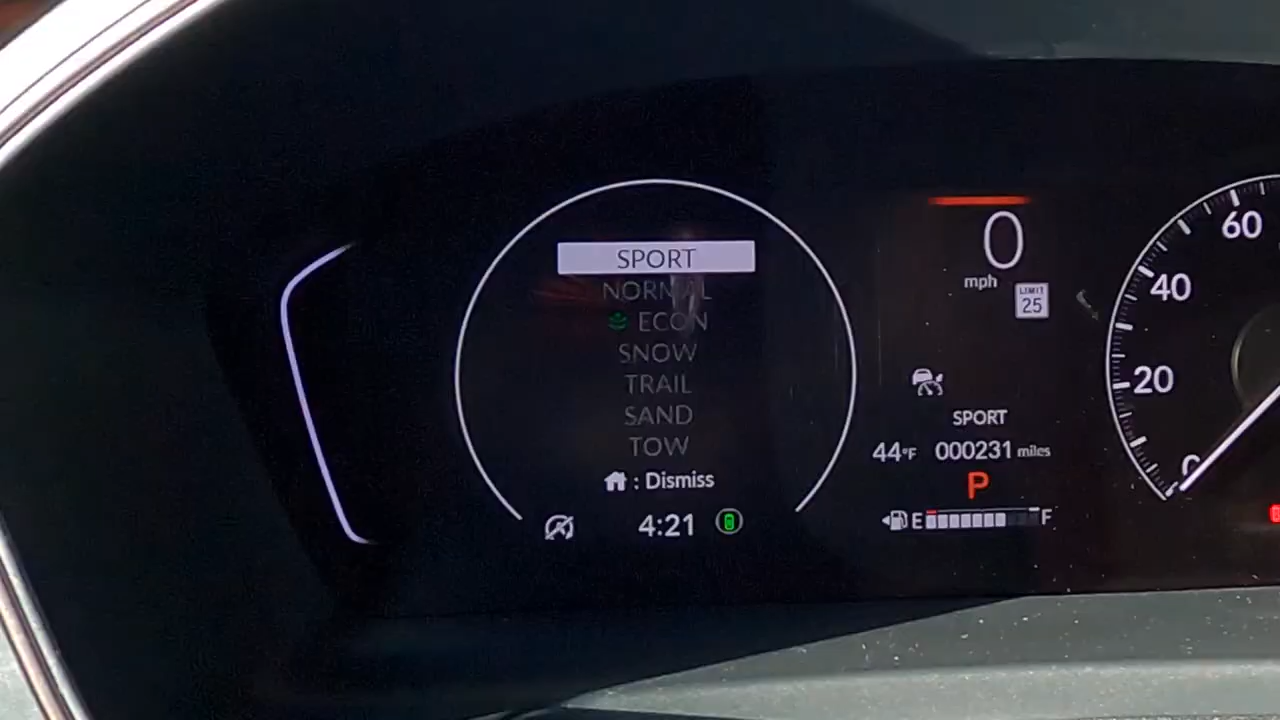 SPORT
NORMAL
ECON
SNOW
TRAIL
SAND
TOW
: Dismiss
4:21
0
mph
LIMIT
25
SPORT
44°F 000231 miles
P
E F
60
40
20
0